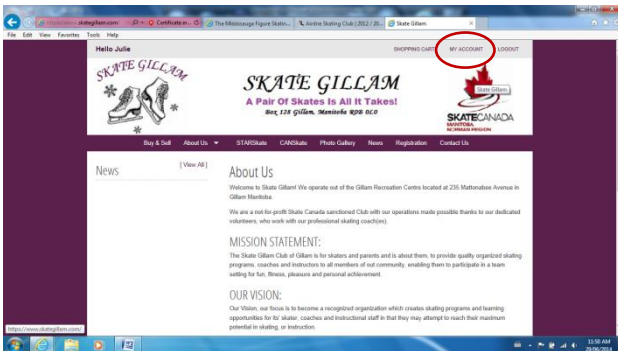 skategillam.com
Certificate er...
The Mississauga Figure Skatin...
Airdrie Skating Club | 2012 / 20...
Skate Gillam
File Edit View Favorites Tools Help
Hello Julie
SHOPPING CART MY ACCOUNT LOGOUT
SKATE GILLAM
SKATE GILLAM
A Pair Of Skates Is All It Takes!
Box 128 Gillam, Manitoba R0B 0L0
Skate Gillam
SKATECANADA
MANITOBA
NORMAN REGION
Buy & Sell About Us STARSkate CANSkate Photo Gallery News Registration Contact Us
News
[ View All ]
About Us
Welcome to Skate Gillam! We operate out of the Gillam Recreation Centre located at 235 Mattonabee Avenue in
Gillam Manitoba.
We are a not-for-profit Skate Canada sanctioned Club with our operations made possible thanks to our dedicated
volunteers, who work with our professional skating coach(es).
MISSION STATEMENT:
The Skate Gillam Club of Gillam is for skaters and parents and is about them, to provide quality organized skating
programs, coaches and instructors to all members of out community, enabling them to participate in a team
setting for fun, fitness, pleasure and personal achievement.
OUR VISION:
Our Vision, our focus is to become a recognized organization which creates skating programs and learning
opportunities for its' skater, coaches and instructional staff in that they may attempt to reach their maximum
potential in skating, or instruction.
https://www.skategillam.com/
11:50 AM
29/06/2014